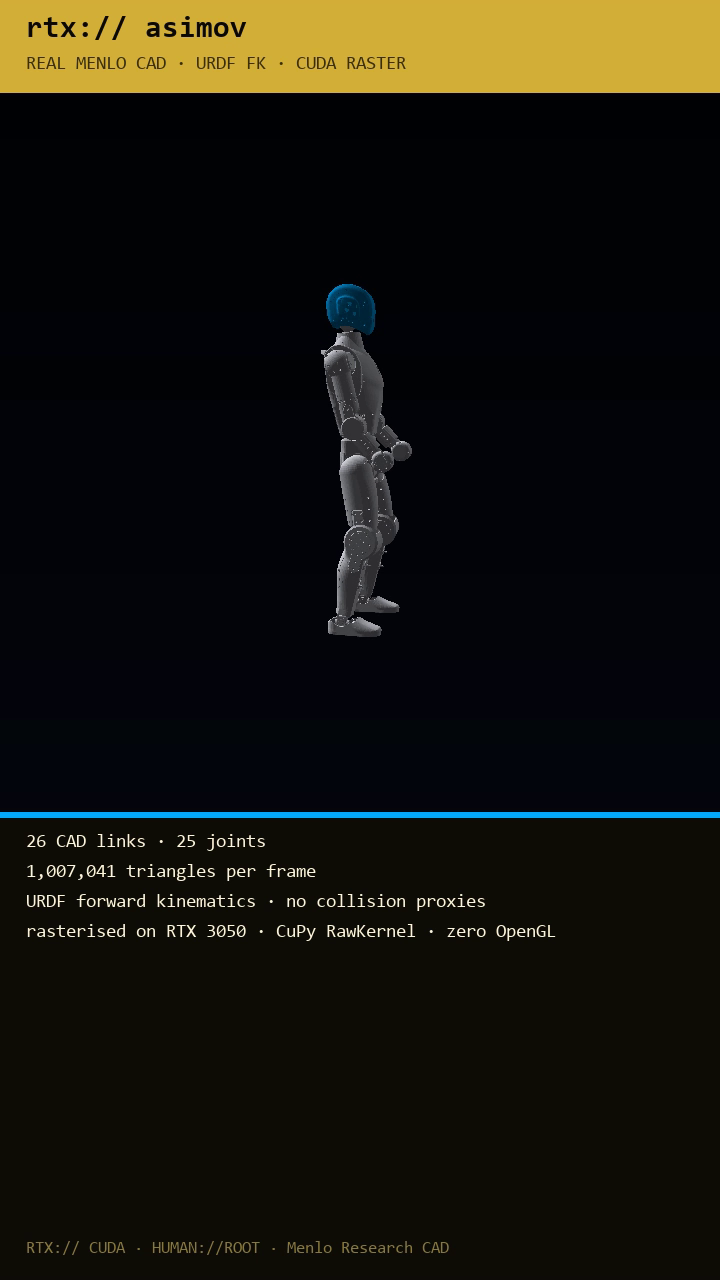 rtx:// asimov
REAL MENLO CAD · URDF FK · CUDA RASTER
26 CAD links · 25 joints
1,007,041 triangles per frame
URDF forward kinematics · no collision proxies
rasterised on RTX 3050 · CuPy RawKernel · zero OpenGL
RTX:// CUDA · HUMAN://ROOT · Menlo Research CAD